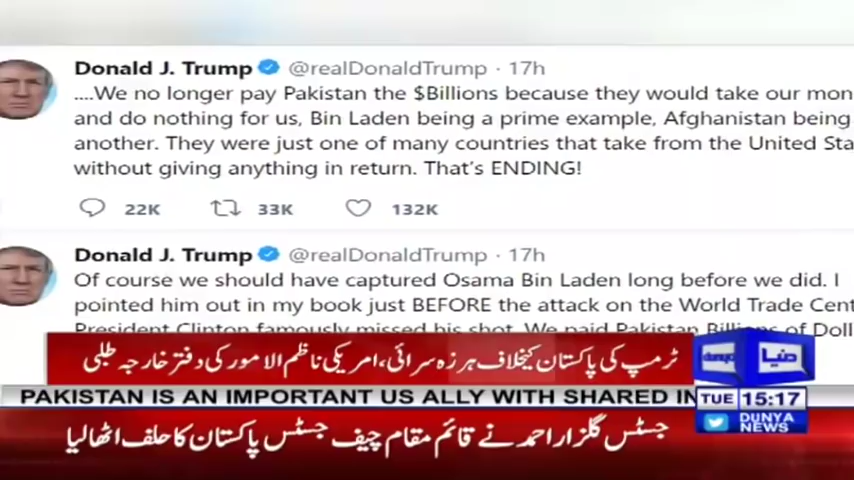 Donald J. Trump @realDonaldTrump · 17h
....We no longer pay Pakistan the $Billions because they would take our mon
and do nothing for us, Bin Laden being a prime example, Afghanistan being
another. They were just one of many countries that take from the United Sta
without giving anything in return. That's ENDING!
22K 33K 132K
Donald J. Trump @realDonaldTrump · 17h
Of course we should have captured Osama Bin Laden long before we did. I
pointed him out in my book just BEFORE the attack on the World Trade Cent
President Clinton famously missed his shot. We paid Pakistan Billions of Doll
ٹرمپ کی پاکستان کیخلاف ہرزہ سرائی، امریکی ناظم الامور کی دفتر خارجہ طلبی
دنیا
PAKISTAN IS AN IMPORTANT US ALLY WITH SHARED IN
TUE 15:17
DUNYA NEWS
جسٹس گلزار احمد نے قائم مقام چیف جسٹس پاکستان کا حلف اٹھا لیا